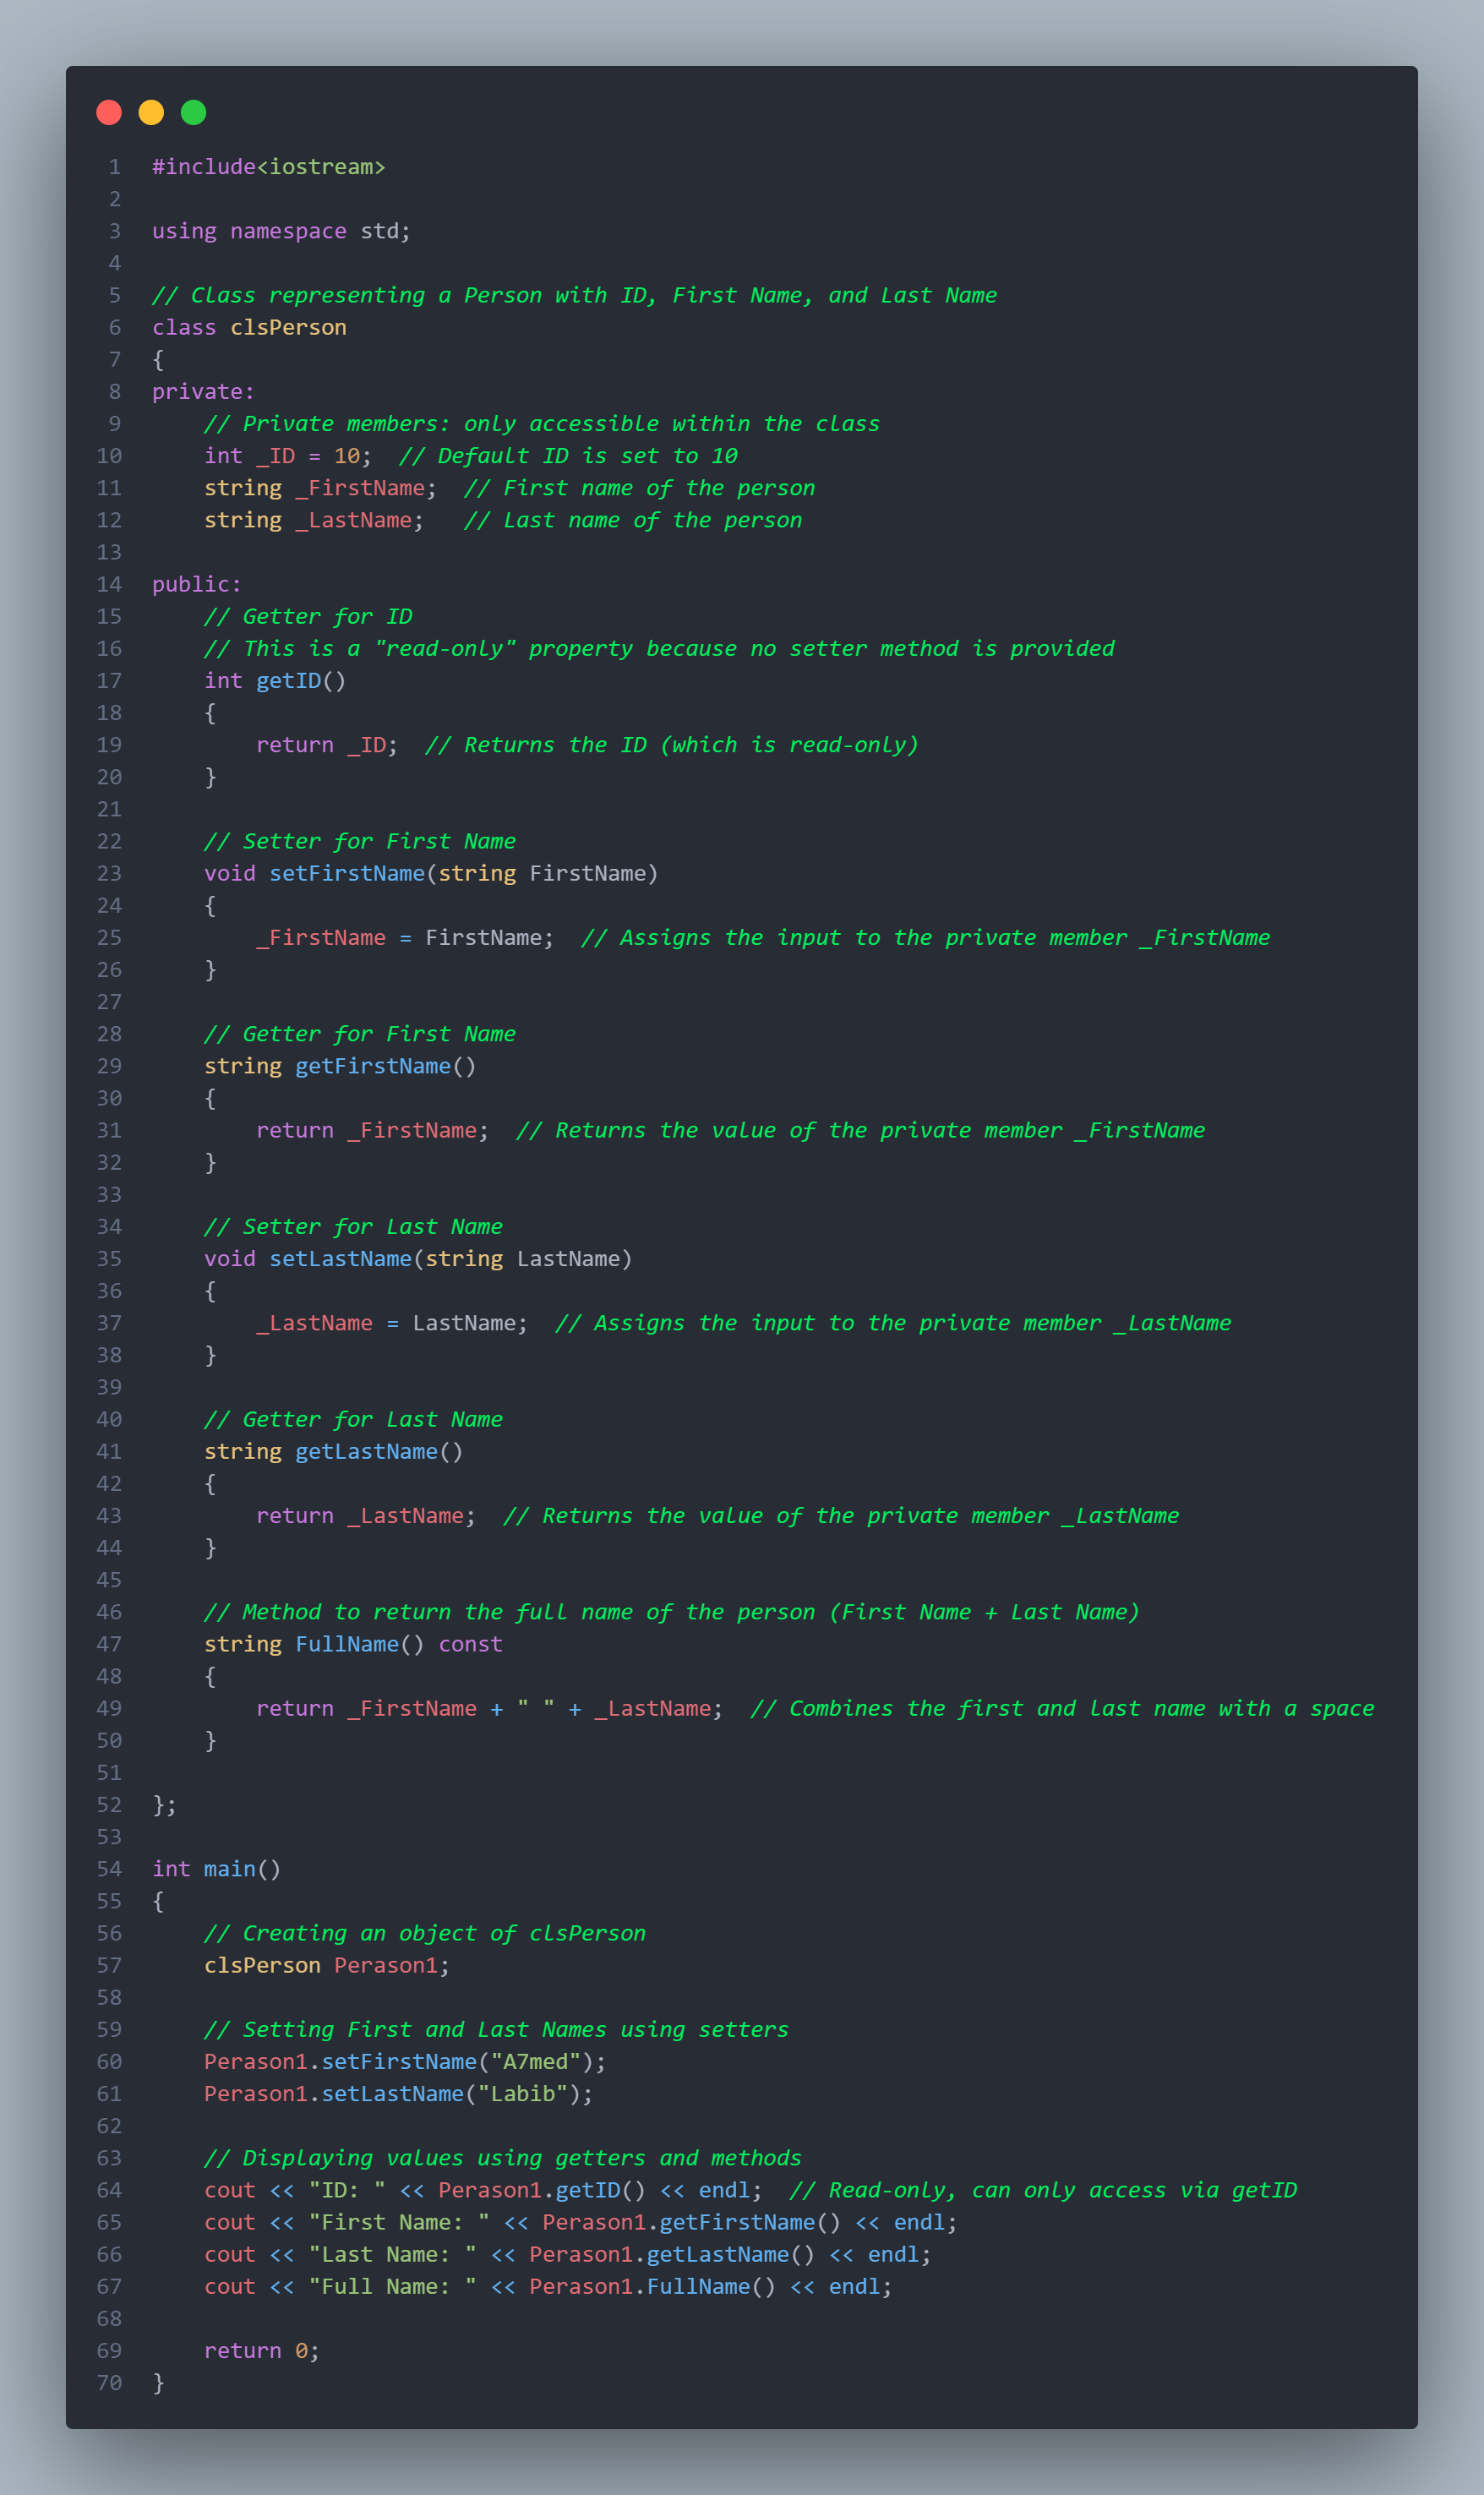 1 #include<iostream>
2
3 using namespace std;
4
5 // Class representing a Person with ID, First Name, and Last Name
6 class clsPerson
7 {
8 private:
9     // Private members: only accessible within the class
10     int _ID = 10;  // Default ID is set to 10
11     string _FirstName;  // First name of the person
12     string _LastName;   // Last name of the person
13
14 public:
15     // Getter for ID
16     // This is a "read-only" property because no setter method is provided
17     int getID()
18     {
19         return _ID;  // Returns the ID (which is read-only)
20     }
21
22     // Setter for First Name
23     void setFirstName(string FirstName)
24     {
25         _FirstName = FirstName;  // Assigns the input to the private member _FirstName
26     }
27
28     // Getter for First Name
29     string getFirstName()
30     {
31         return _FirstName;  // Returns the value of the private member _FirstName
32     }
33
34     // Setter for Last Name
35     void setLastName(string LastName)
36     {
37         _LastName = LastName;  // Assigns the input to the private member _LastName
38     }
39
40     // Getter for Last Name
41     string getLastName()
42     {
43         return _LastName;  // Returns the value of the private member _LastName
44     }
45
46     // Method to return the full name of the person (First Name + Last Name)
47     string FullName() const
48     {
49         return _FirstName + " " + _LastName;  // Combines the first and last name with a space
50     }
51
52 };
53
54 int main()
55 {
56     // Creating an object of clsPerson
57     clsPerson Perason1;
58
59     // Setting First and Last Names using setters
60     Perason1.setFirstName("A7med");
61     Perason1.setLastName("Labib");
62
63     // Displaying values using getters and methods
64     cout << "ID: " << Perason1.getID() << endl;  // Read-only, can only access via getID
65     cout << "First Name: " << Perason1.getFirstName() << endl;
66     cout << "Last Name: " << Perason1.getLastName() << endl;
67     cout << "Full Name: " << Perason1.FullName() << endl;
68
69     return 0;
70 }